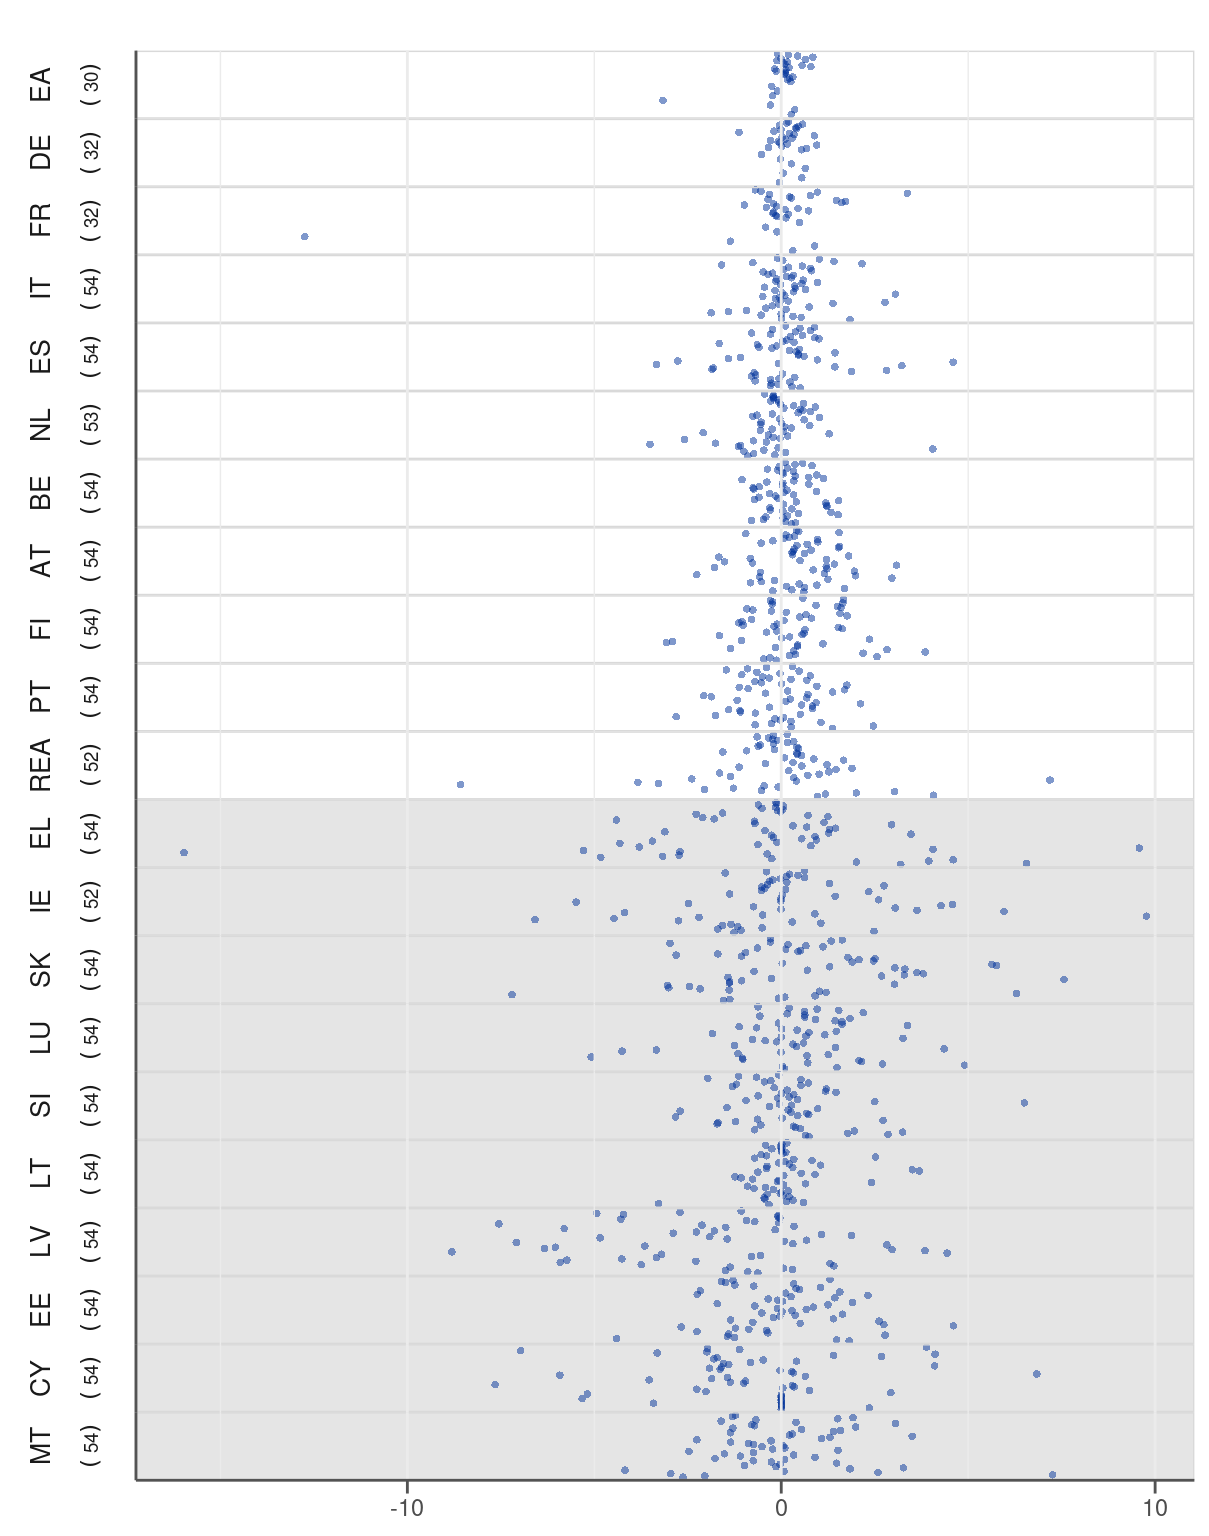 EA ( 30)
DE ( 32)
FR ( 32)
IT ( 54)
ES ( 54)
NL ( 53)
BE ( 54)
AT ( 54)
FI ( 54)
PT ( 54)
REA ( 52)
EL ( 54)
IE ( 52)
SK ( 54)
LU ( 54)
SI ( 54)
LT ( 54)
LV ( 54)
EE ( 54)
CY ( 54)
MT ( 54)
-10 0 10